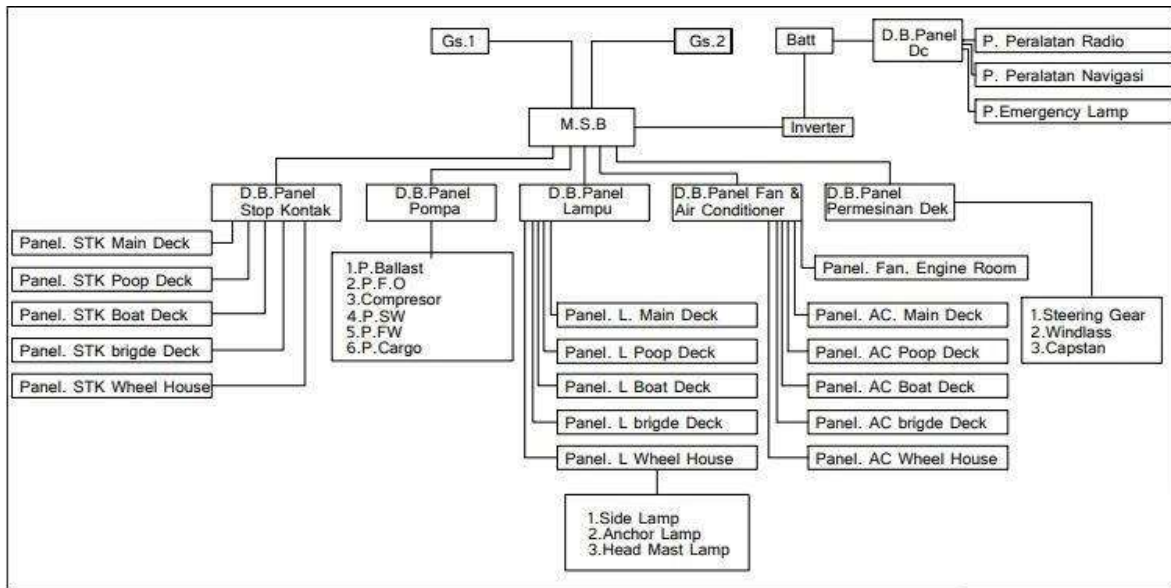 Gs.1
Gs.2
Batt
D.B.Panel
Dc
P. Peralatan Radio
P. Peralatan Navigasi
P.Emergency Lamp
M.S.B
Inverter
D.B.Panel
Stop Kontak
D.B.Panel
Pompa
D.B.Panel
Lampu
D.B.Panel Fan &
Air Conditioner
D.B.Panel
Permesinan Dek
Panel. STK Main Deck
Panel. STK Poop Deck
Panel. STK Boat Deck
Panel. STK brigde Deck
Panel. STK Wheel House
1.P.Ballast
2.P.F.O
3.Compresor
4.P.SW
5.P.FW
6.P.Cargo
Panel. L. Main Deck
Panel. L Poop Deck
Panel. L Boat Deck
Panel. L brigde Deck
Panel. L Wheel House
1.Side Lamp
2.Anchor Lamp
3.Head Mast Lamp
Panel. Fan. Engine Room
Panel. AC. Main Deck
Panel. AC Poop Deck
Panel. AC Boat Deck
Panel. AC brigde Deck
Panel. AC Wheel House
1.Steering Gear
2.Windlass
3.Capstan